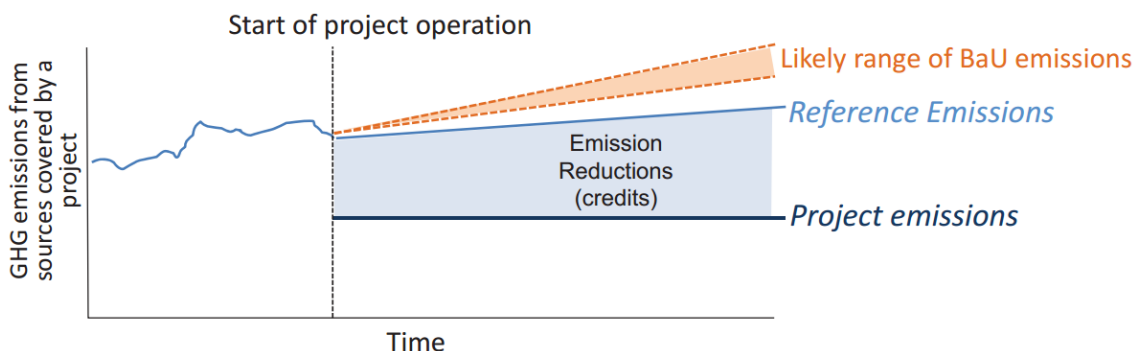 Start of project operation
GHG emissions from
sources covered by a
project
Likely range of BaU emissions
Reference Emissions
Emission
Reductions
(credits)
Project emissions
Time